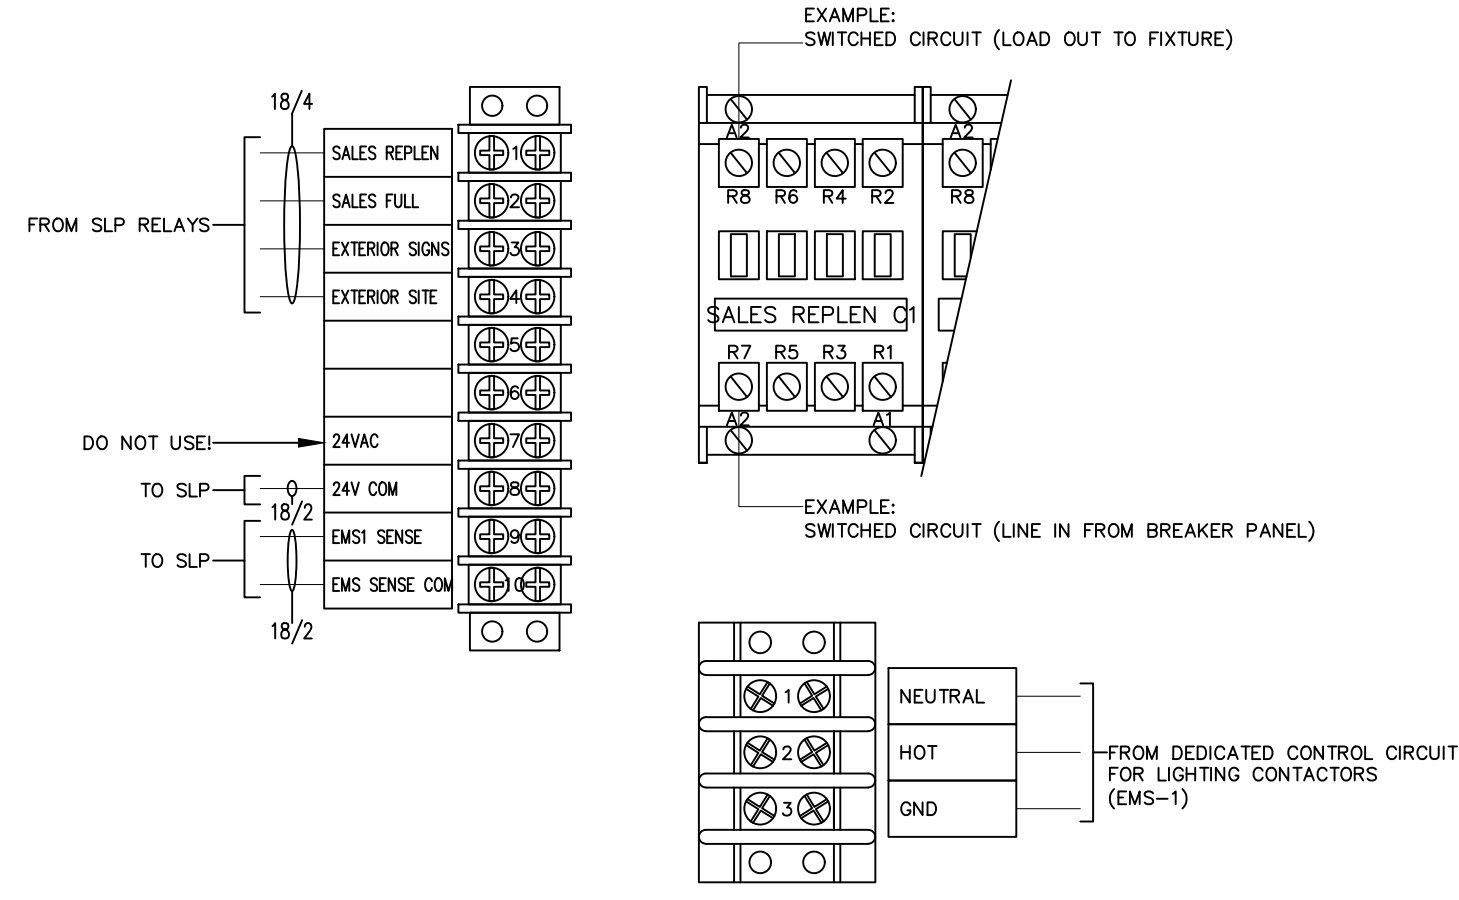 EXAMPLE:
SWITCHED CIRCUIT (LOAD OUT TO FIXTURE)
18/4
FROM SLP RELAYS
SALES REPLEN 1
SALES FULL 2
EXTERIOR SIGNS 3
EXTERIOR SITE 4
5
6
DO NOT USE! 24VAC 7
TO SLP 24V COM 8
18/2
TO SLP
EMS1 SENSE 9
EMS SENSE COM 10
18/2
A2 A2
R8 R6 R4 R2 R8
SALES REPLEN C1
R7 R5 R3 R1
A2 A1
EXAMPLE:
SWITCHED CIRCUIT (LINE IN FROM BREAKER PANEL)
1 NEUTRAL
2 HOT
3 GND
FROM DEDICATED CONTROL CIRCUIT
FOR LIGHTING CONTACTORS
(EMS-1)